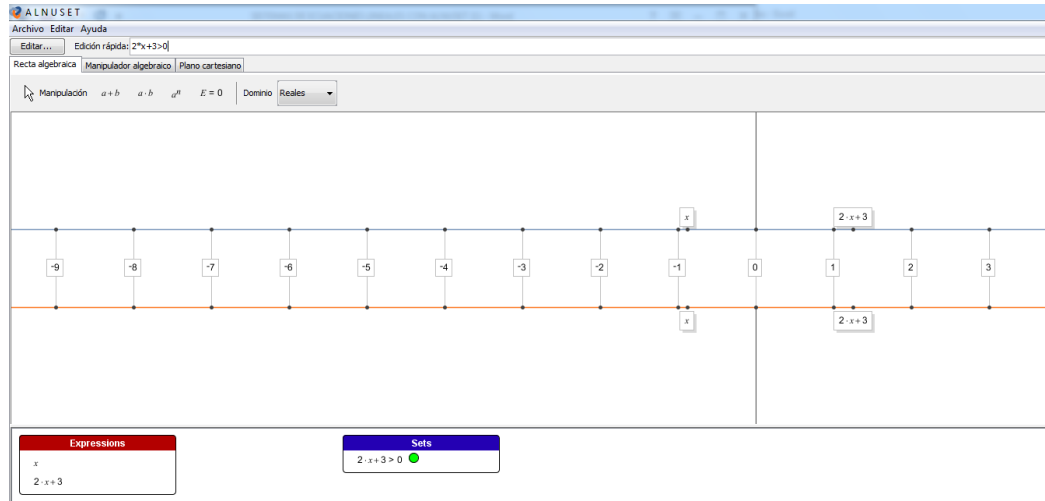 ALNUSET
Archivo Editar Ayuda
Editar... Edición rápida: 2*x+3>0
Recta algebraica Manipulador algebraico Plano cartesiano
Manipulación a+b a·b aⁿ E = 0 Dominio Reales
x 2·x+3
-9 -8 -7 -6 -5 -4 -3 -2 -1 0 1 2 3
x 2·x+3
Expressions Sets
x 2·x+3 > 0
2·x+3